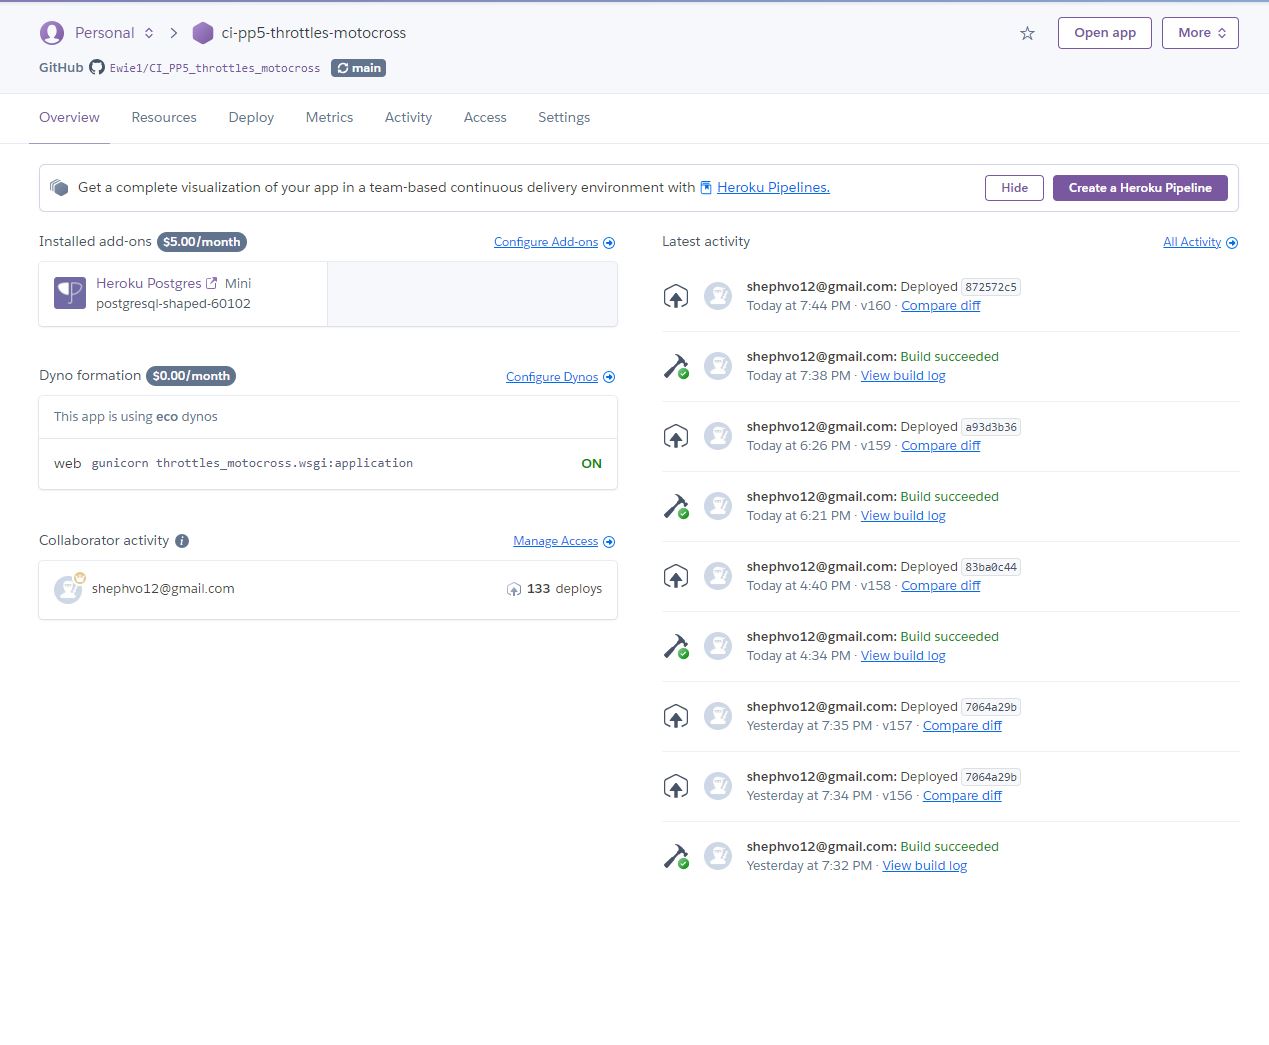 Personal
ci-pp5-throttles-motocross
Open app
More
GitHub Ewie1/CI_PP5_throttles_motocross main
Overview
Resources
Deploy
Metrics
Activity
Access
Settings
Get a complete visualization of your app in a team-based continuous delivery environment with Heroku Pipelines.
Hide
Create a Heroku Pipeline
Installed add-ons $5.00/month
Configure Add-ons
Heroku Postgres Mini
postgresql-shaped-60102
Dyno formation $0.00/month
Configure Dynos
This app is using eco dynos
web gunicorn throttles_motocross.wsgi:application ON
Collaborator activity i
Manage Access
shephvo12@gmail.com 133 deploys
Latest activity
All Activity
shephvo12@gmail.com: Deployed 872572c5
Today at 7:44 PM · v160 · Compare diff
shephvo12@gmail.com: Build succeeded
Today at 7:38 PM · View build log
shephvo12@gmail.com: Deployed a93d3b36
Today at 6:26 PM · v159 · Compare diff
shephvo12@gmail.com: Build succeeded
Today at 6:21 PM · View build log
shephvo12@gmail.com: Deployed 83ba0c44
Today at 4:40 PM · v158 · Compare diff
shephvo12@gmail.com: Build succeeded
Today at 4:34 PM · View build log
shephvo12@gmail.com: Deployed 7064a29b
Yesterday at 7:35 PM · v157 · Compare diff
shephvo12@gmail.com: Deployed 7064a29b
Yesterday at 7:34 PM · v156 · Compare diff
shephvo12@gmail.com: Build succeeded
Yesterday at 7:32 PM · View build log